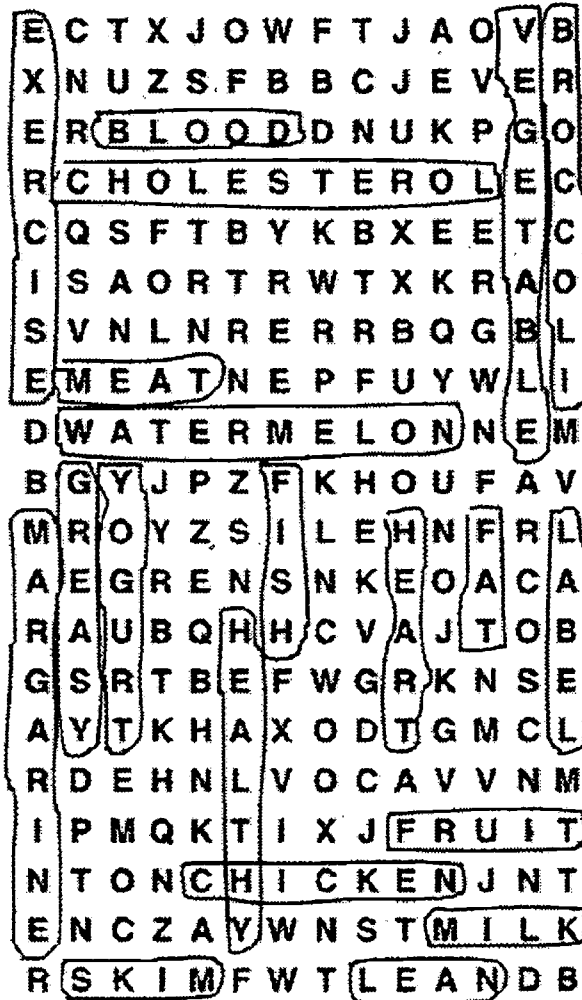 E C T X J O W F T J A O V B
X N U Z S F B B C J E V E R
E R B L O O D D N U K P G O
R C H O L E S T E R O L E C
C Q S F T B Y K B X E E T C
I S A O R T R W T X K R A O
S V N L N R E R R B Q G B L
E M E A T N E P F U Y W L I
D W A T E R M E L O N N E M
B G Y J P Z F K H O U F A V
M R O Y Z S I L E H N F R L
A E G R E N S N K E O A C A
R A U B Q H H C V A J T O B
G S R T B E F W G R K N S E
A Y T K H A X O D T G M C L
R D E H N L V O C A V V N M
I P M Q K T I X J F R U I T
N T O N C H I C K E N J N T
E N C Z A Y W N S T M I L K
R S K I M F W T L E A N D B